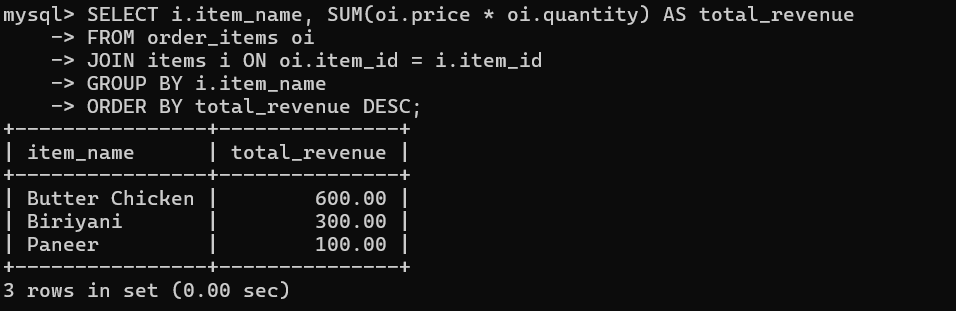 mysql> SELECT i.item_name, SUM(oi.price * oi.quantity) AS total_revenue
    -> FROM order_items oi
    -> JOIN items i ON oi.item_id = i.item_id
    -> GROUP BY i.item_name
    -> ORDER BY total_revenue DESC;
+----------------+---------------+
| item_name      | total_revenue |
+----------------+---------------+
| Butter Chicken |        600.00 |
| Biriyani       |        300.00 |
| Paneer         |        100.00 |
+----------------+---------------+
3 rows in set (0.00 sec)